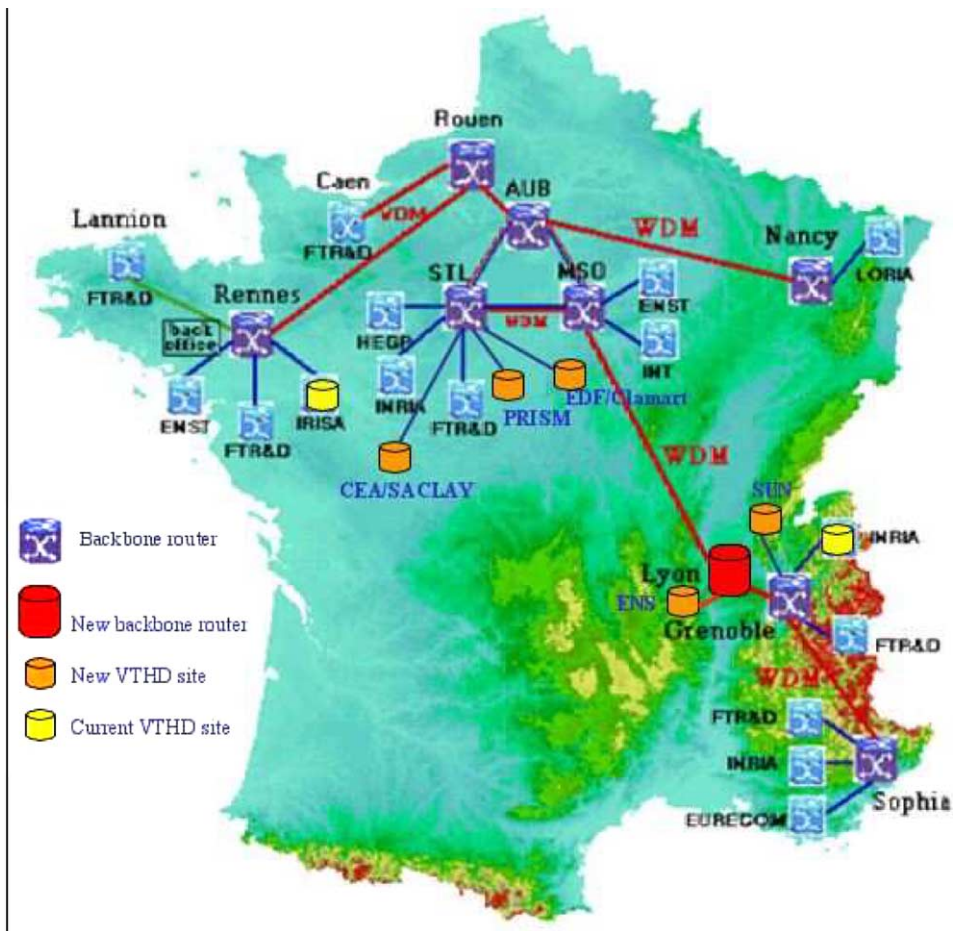 Rouen
AUB
Caen
WDM
FTR&D
Lannion
FTR&D
WDM
Nancy
LORIA
STL
MSO
Rennes
back
office
HEGP
WDM
ENST
INT
ENST
FTR&D
IRISA
INRIA
FTR&D
PRISM
EDF/Clamart
CEA/SACLAY
WDM
SUN
INRIA
Lyon
ENS
Grenoble
FTR&D
WDM
FTR&D
INRIA
EURECOM
Sophia
Backbone router
New backbone router
New VTHD site
Current VTHD site